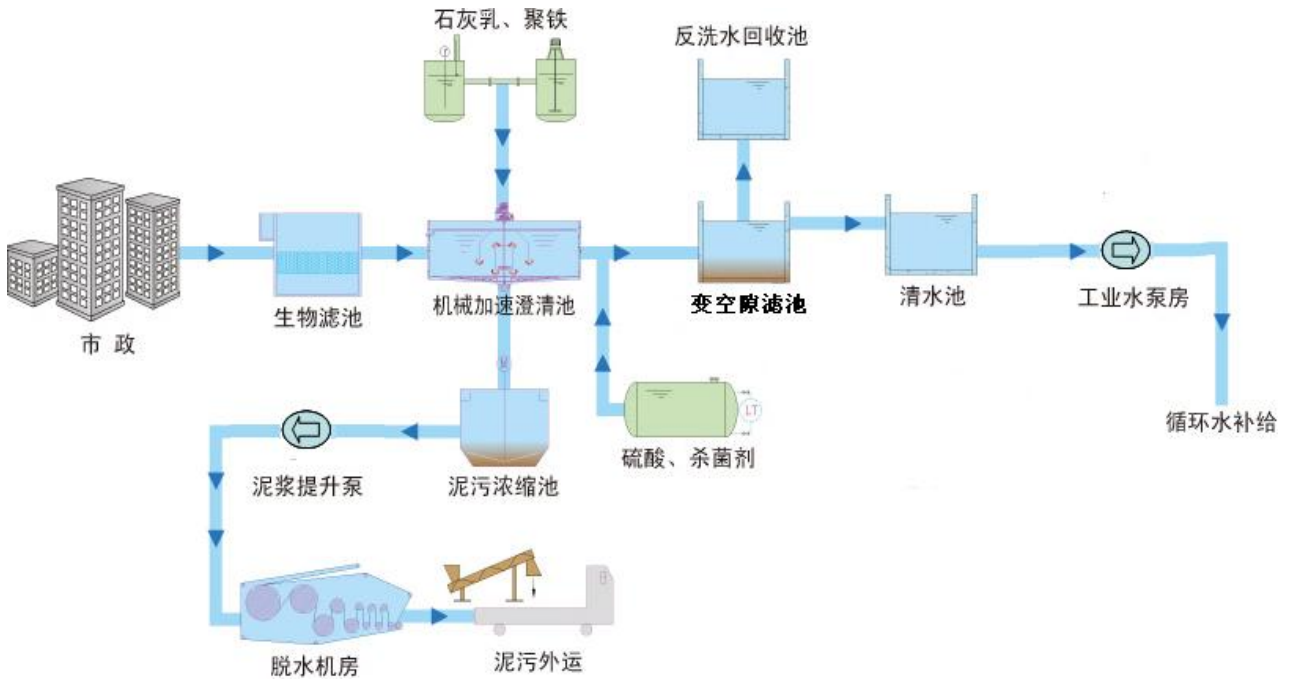 石灰乳、聚铁
反洗水回收池
市 政
生物滤池
机械加速澄清池
变空隙滤池
清水池
工业水泵房
循环水补给
LT
硫酸、杀菌剂
泥浆提升泵
泥污浓缩池
脱水机房
泥污外运